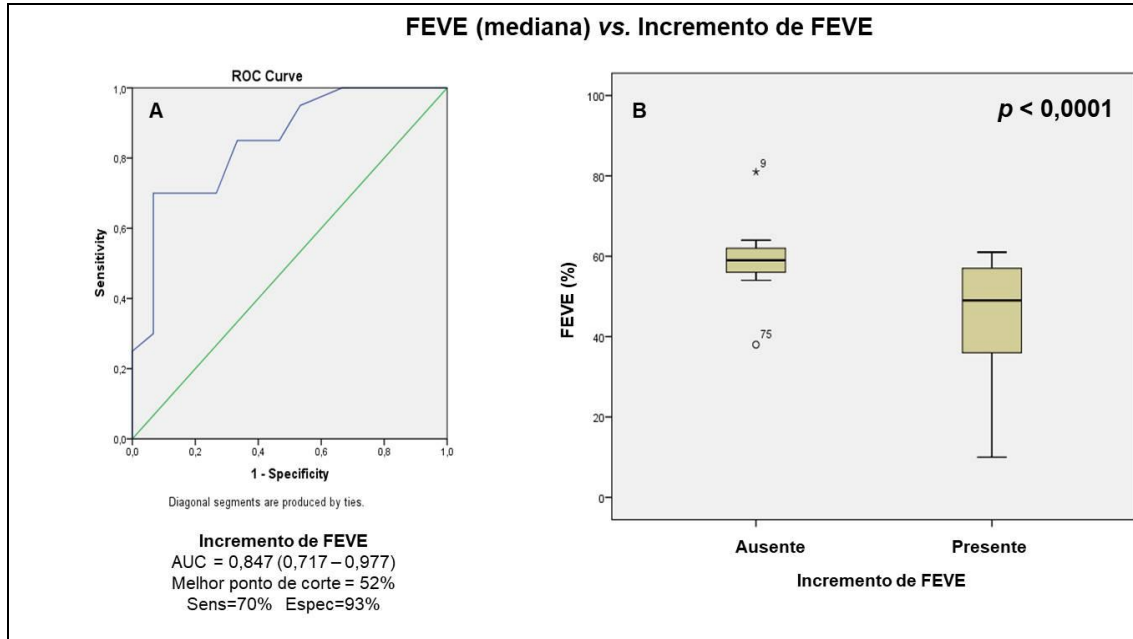 FEVE (mediana) vs. Incremento de FEVE
ROC Curve
A
1,0
0,8
0,6
0,4
0,2
0,0
Sensitivity
0,0 0,2 0,4 0,6 0,8 1,0
1 - Specificity
Diagonal segments are produced by ties.
Incremento de FEVE
AUC = 0,847 (0,717 – 0,977)
Melhor ponto de corte = 52%
Sens=70% Espec=93%
B
p < 0,0001
100
80
60
40
20
0
FEVE (%)
9
75
Ausente Presente
Incremento de FEVE